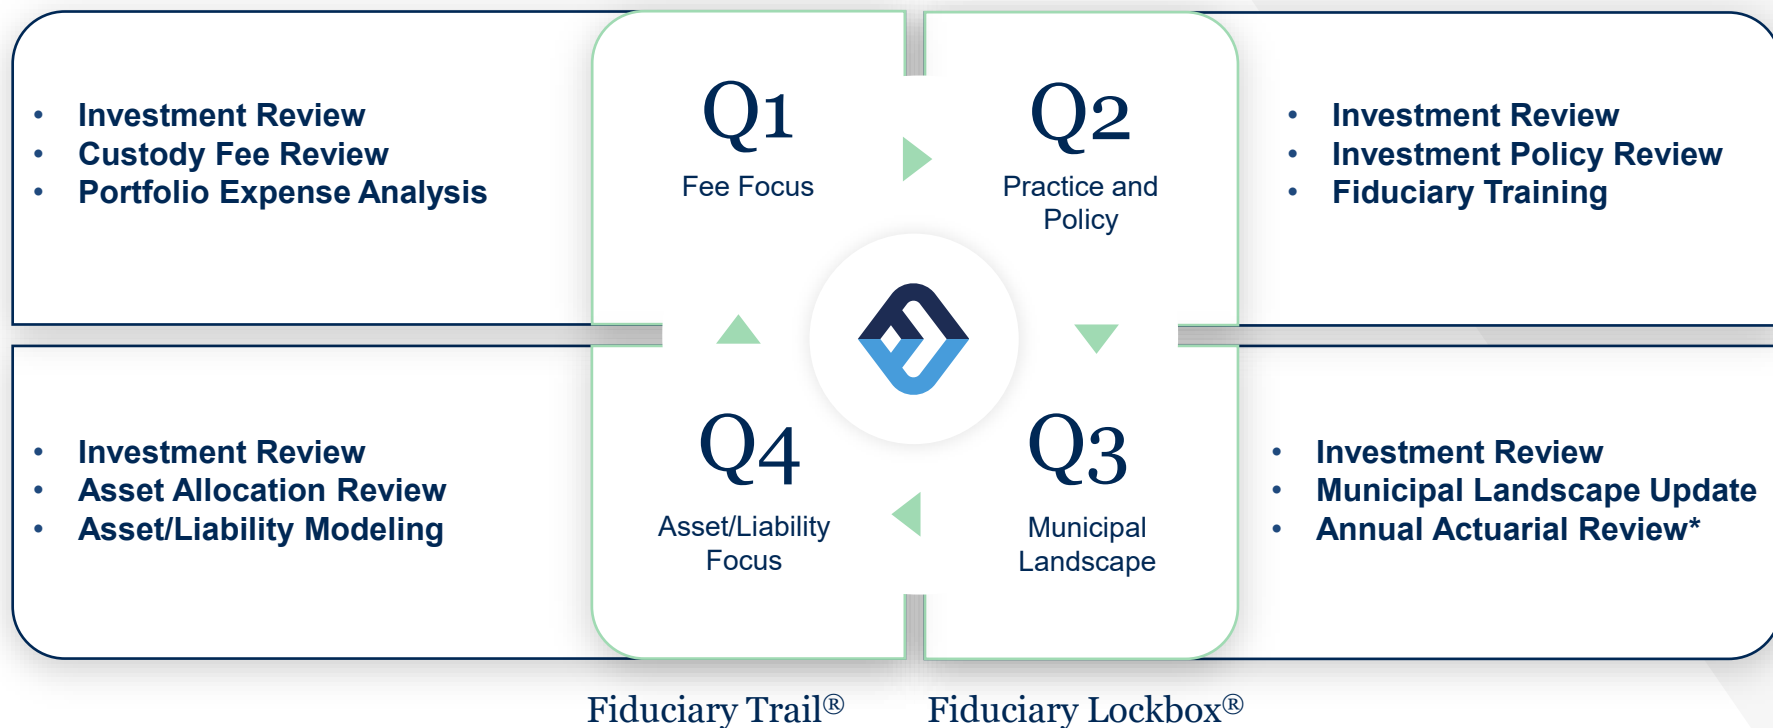 Q1
Fee Focus
• Investment Review
• Custody Fee Review
• Portfolio Expense Analysis
Q2
Practice and
Policy
• Investment Review
• Investment Policy Review
• Fiduciary Training
Q3
Municipal
Landscape
• Investment Review
• Municipal Landscape Update
• Annual Actuarial Review*
Q4
Asset/Liability
Focus
• Investment Review
• Asset Allocation Review
• Asset/Liability Modeling
Fiduciary Trail®
Fiduciary Lockbox®